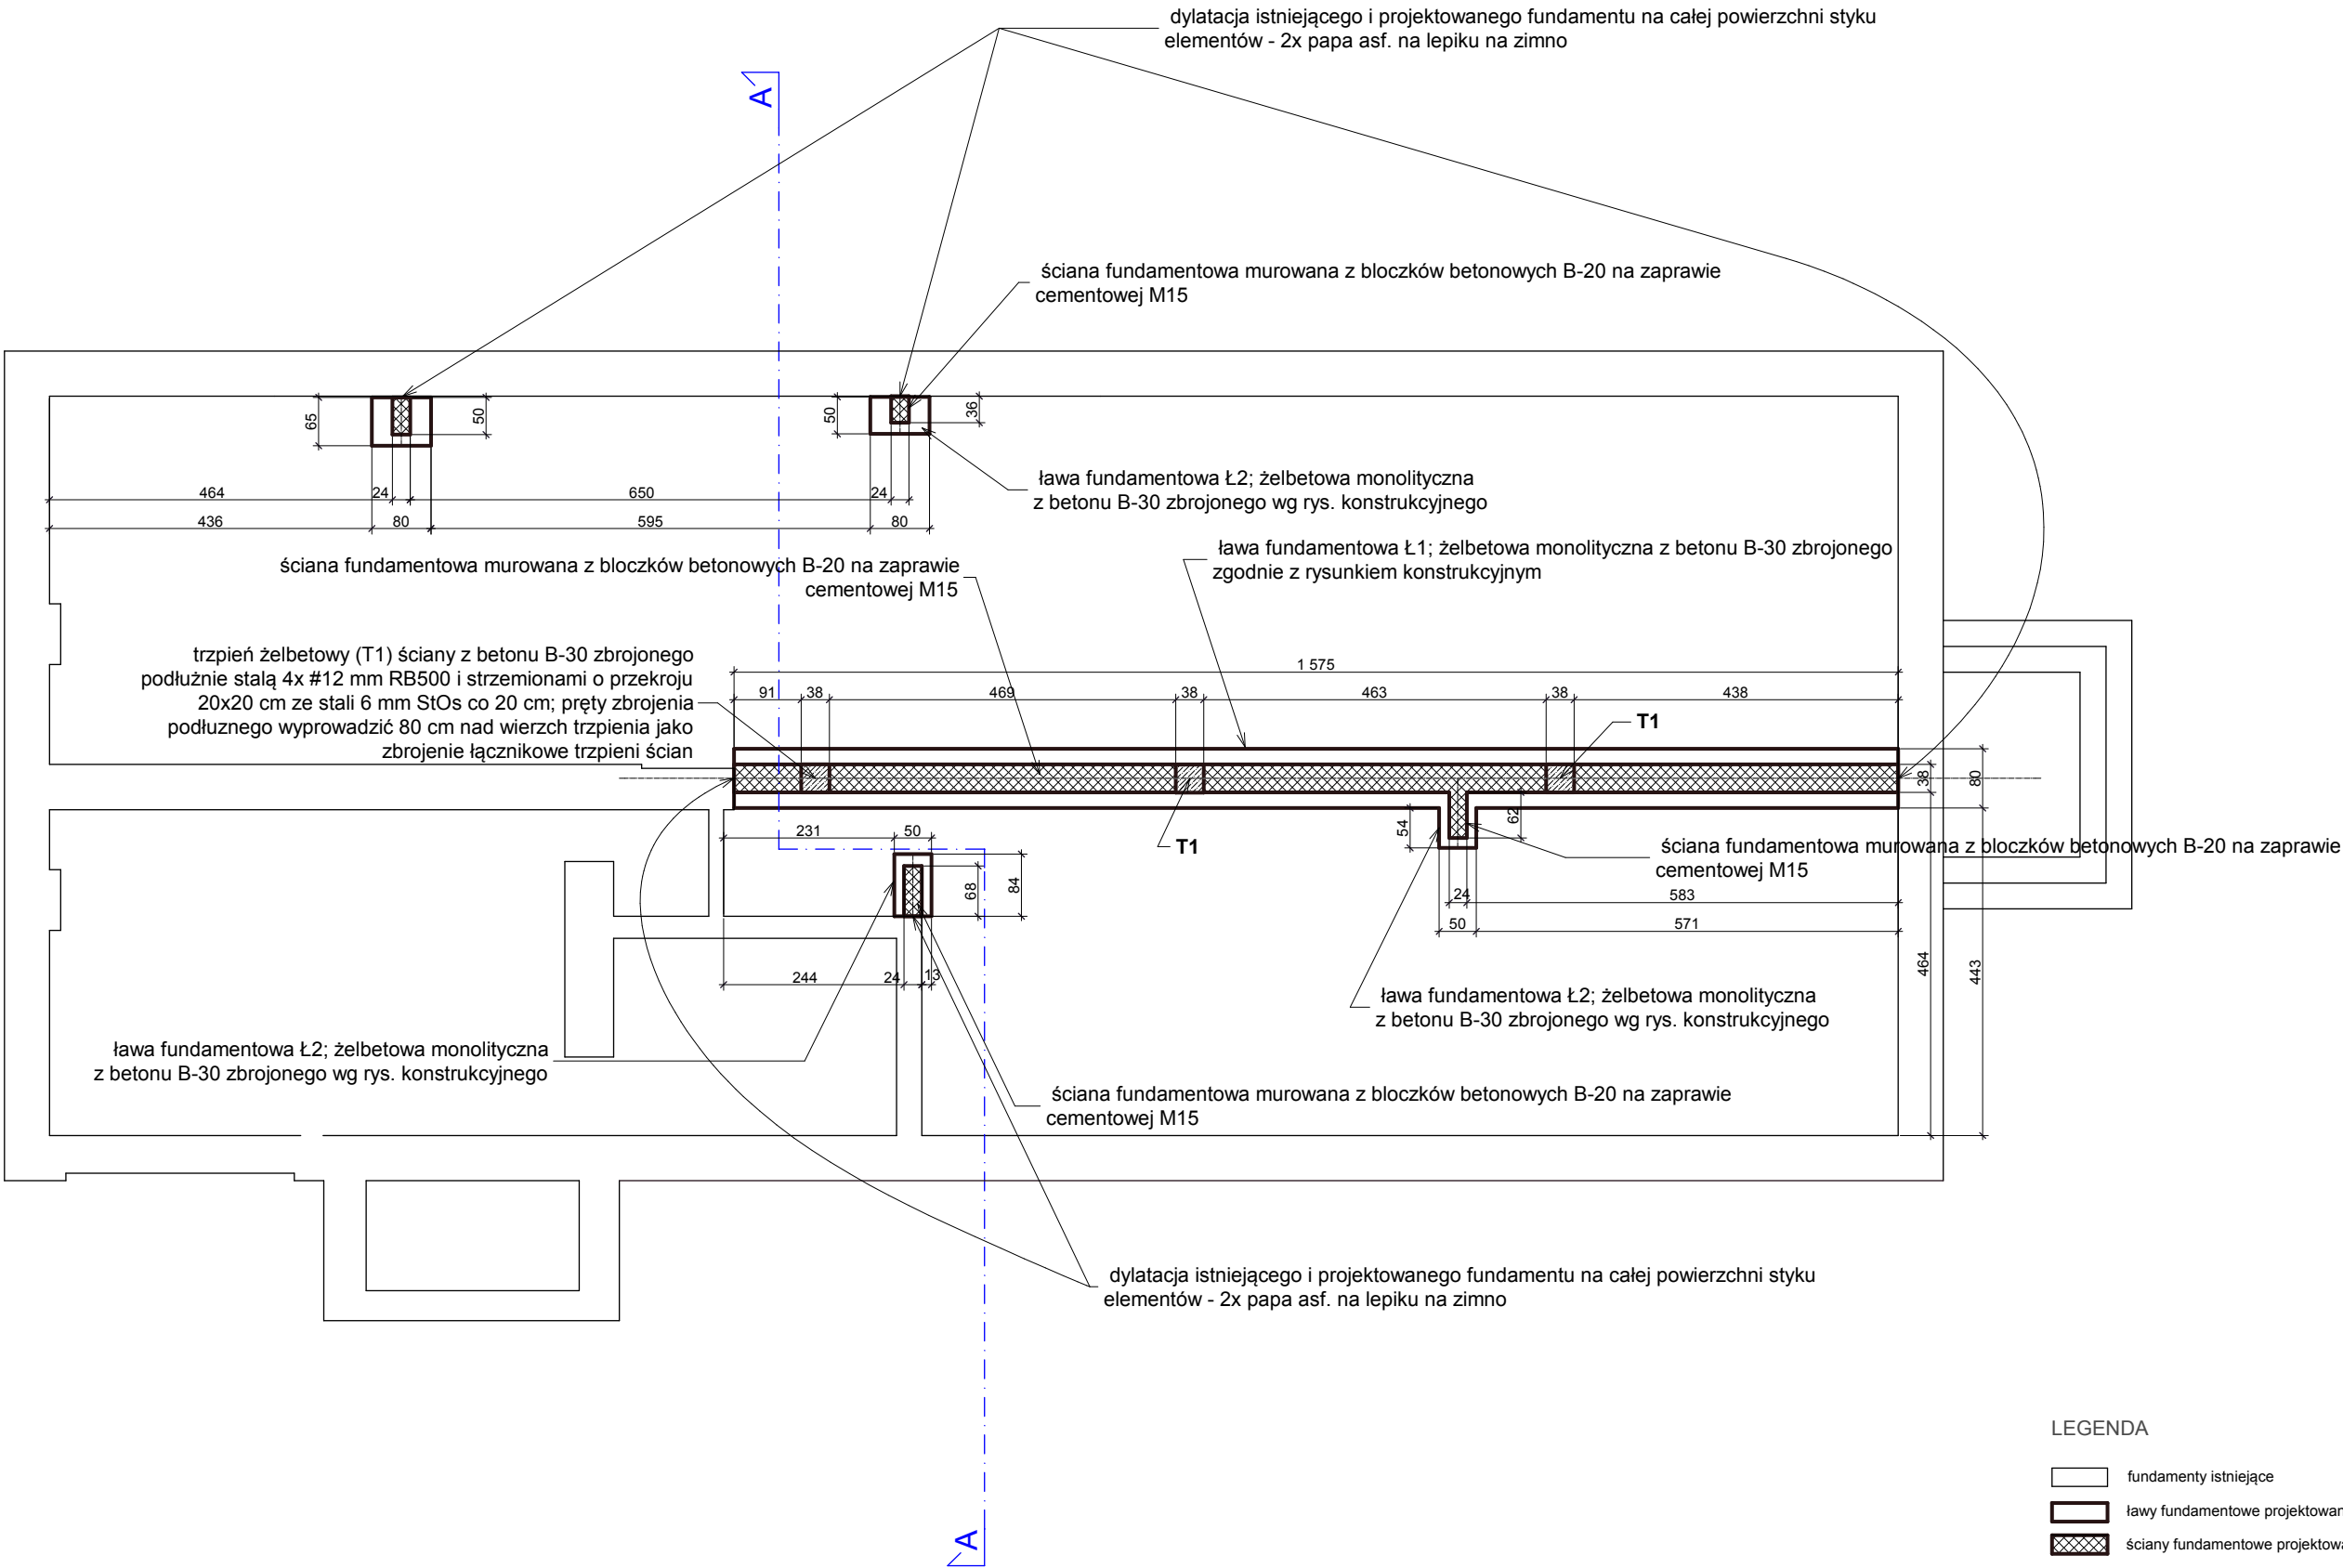 dylatacja istniejącego i projektowanego fundamentu na całej powierzchni styku
elementów - 2x papa asf. na lepiku na zimno
A
ściana fundamentowa murowana z bloczków betonowych B-20 na zaprawie
cementowej M15
65
50
50
36
ława fundamentowa Ł2; żelbetowa monolityczna
z betonu B-30 zbrojonego wg rys. konstrukcyjnego
464
24
650
24
436
80
595
80
ława fundamentowa Ł1; żelbetowa monolityczna z betonu B-30 zbrojonego
zgodnie z rysunkiem konstrukcyjnym
ściana fundamentowa murowana z bloczków betonowych B-20 na zaprawie
cementowej M15
trzpień żelbetowy (T1) ściany z betonu B-30 zbrojonego
podłużnie stalą 4x #12 mm RB500 i strzemionami o przekroju
20x20 cm ze stali 6 mm StOs co 20 cm; pręty zbrojenia
podłuznego wyprowadzić 80 cm nad wierzch trzpienia jako
zbrojenie łącznikowe trzpieni ścian
1 575
91
38
469
38
463
38
438
T1
38
80
54
62
231
50
T1
ściana fundamentowa murowana z bloczków betonowych B-20 na zaprawie
cementowej M15
68
84
24
583
50
571
464
443
244
24
13
ława fundamentowa Ł2; żelbetowa monolityczna
z betonu B-30 zbrojonego wg rys. konstrukcyjnego
ława fundamentowa Ł2; żelbetowa monolityczna
z betonu B-30 zbrojonego wg rys. konstrukcyjnego
ściana fundamentowa murowana z bloczków betonowych B-20 na zaprawie
cementowej M15
dylatacja istniejącego i projektowanego fundamentu na całej powierzchni styku
elementów - 2x papa asf. na lepiku na zimno
A
LEGENDA
fundamenty istniejące
ławy fundamentowe projektowan
ściany fundamentowe projektowa